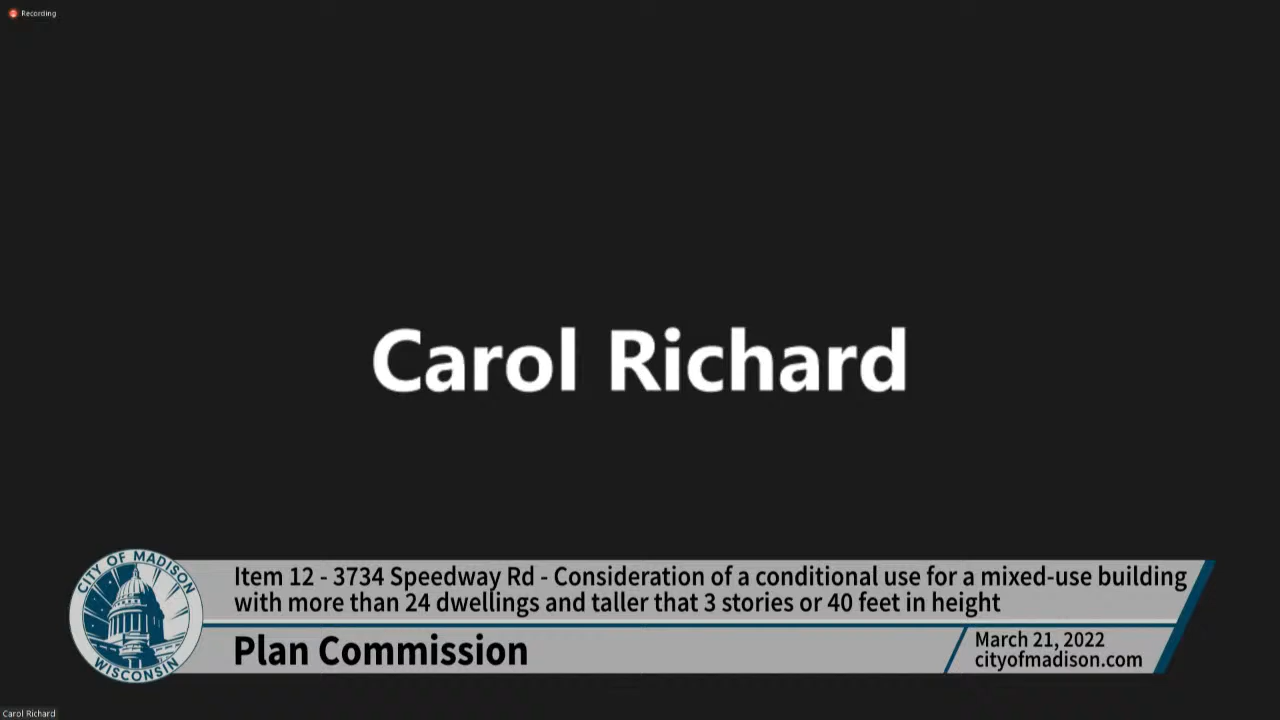 Recording
Carol Richard
CITY OF MADISON
WISCONSIN
Item 12 - 3734 Speedway Rd - Consideration of a conditional use for a mixed-use building
with more than 24 dwellings and taller that 3 stories or 40 feet in height
Plan Commission
March 21, 2022
cityofmadison.com
Carol Richard